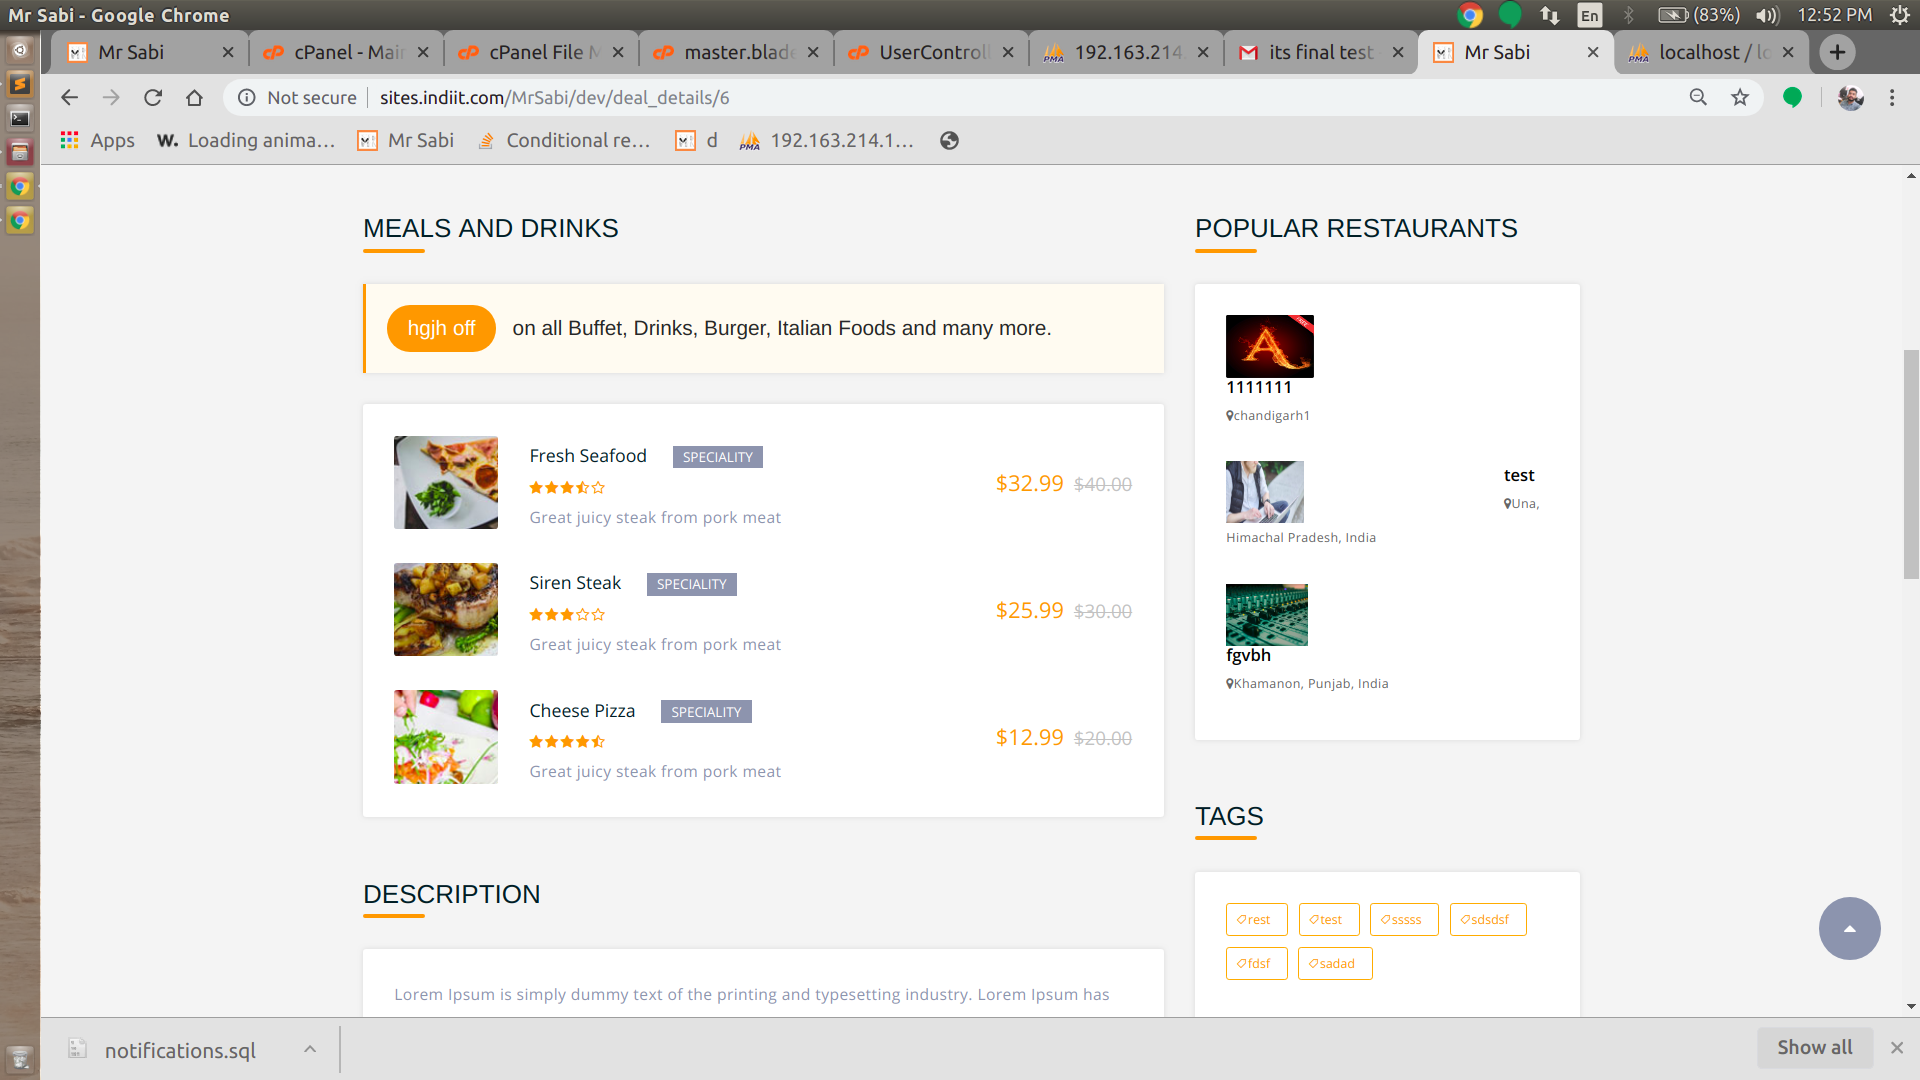 Mr Sabi - Google Chrome
En
(83%)
12:52 PM
Mr Sabi
cPanel - Main
cPanel File M
master.blade
UserControll
192.163.214
its final test
Mr Sabi
localhost / lo
Not secure
sites.indiit.com/MrSabi/dev/deal_details/6
Apps
W. Loading anima...
Mr Sabi
Conditional re...
d
PMA 192.163.214.1...
MEALS AND DRINKS
hgjh off on all Buffet, Drinks, Burger, Italian Foods and many more.
Fresh Seafood SPECIALITY
$32.99 $40.00
Great juicy steak from pork meat
Siren Steak SPECIALITY
$25.99 $30.00
Great juicy steak from pork meat
Cheese Pizza SPECIALITY
$12.99 $20.00
Great juicy steak from pork meat
DESCRIPTION
Lorem Ipsum is simply dummy text of the printing and typesetting industry. Lorem Ipsum has
POPULAR RESTAURANTS
A
1111111
chandigarh1
test
Una,
Himachal Pradesh, India
fgvbh
Khamanon, Punjab, India
TAGS
rest test sssss sdsdsf
fdsf sadad
notifications.sql
Show all